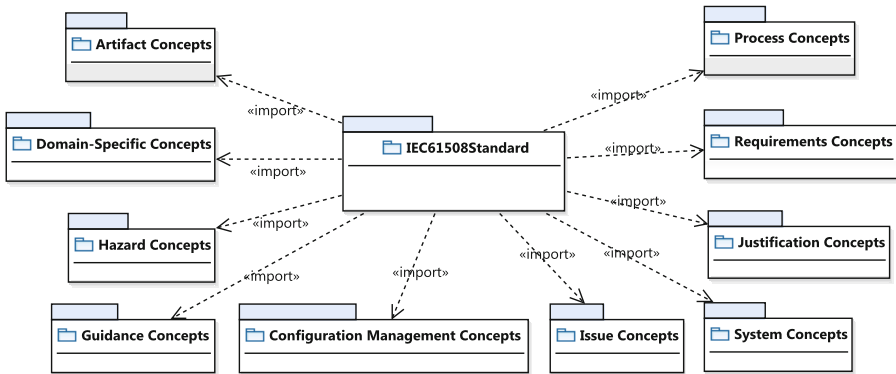 Artifact Concepts
Process Concepts
«import»
«import»
Domain-Specific Concepts
IEC61508Standard
Requirements Concepts
«import»
«import»
Hazard Concepts
«import»
«import»
Justification Concepts
«import»
«import»
«import»
«import»
Guidance Concepts
Configuration Management Concepts
Issue Concepts
System Concepts